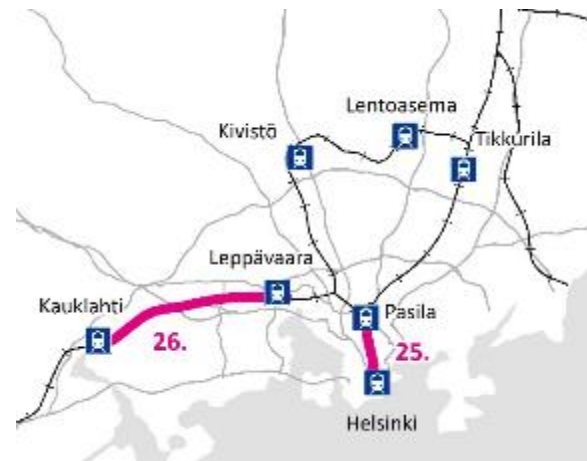 Lentoasema
Kivistö
Tikkurila
Leppävaara
Kauklahti
Pasila
26.
25.
Helsinki